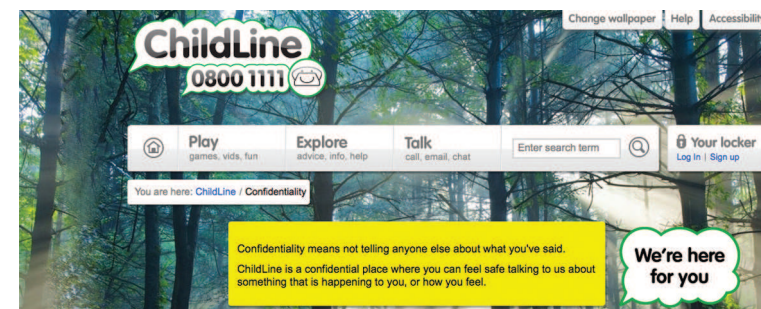 Change wallpaper Help Accessibility
ChildLine
0800 1111
Play
games, vids, fun
Explore
advice, info, help
Talk
call, email, chat
Enter search term
Your locker
Log In | Sign up
You are here: ChildLine / Confidentiality
Confidentiality means not telling anyone else about what you've said.
ChildLine is a confidential place where you can feel safe talking to us about
something that is happening to you, or how you feel.
We're here
for you